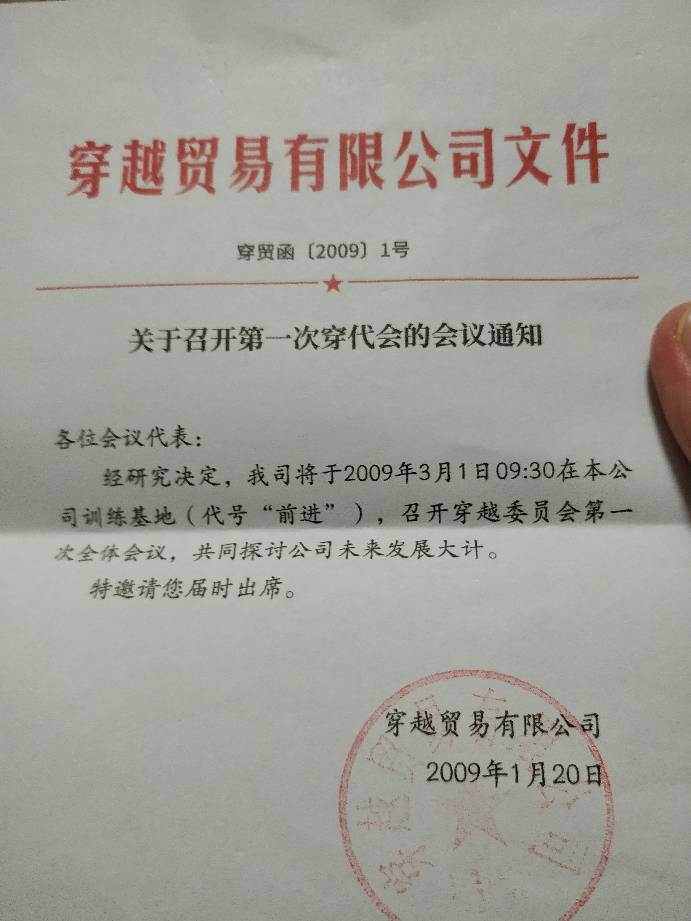 穿越贸易有限公司文件
穿贸函〔2009〕1号
关于召开第一次穿代会的会议通知
各位会议代表：
经研究决定，我司将于2009年3月1日09:30在本公
司训练基地（代号“前进”），召开穿越委员会第一
次全体会议，共同探讨公司未来发展大计。
特邀请您届时出席。
穿越贸易有限公司
2009年1月20日